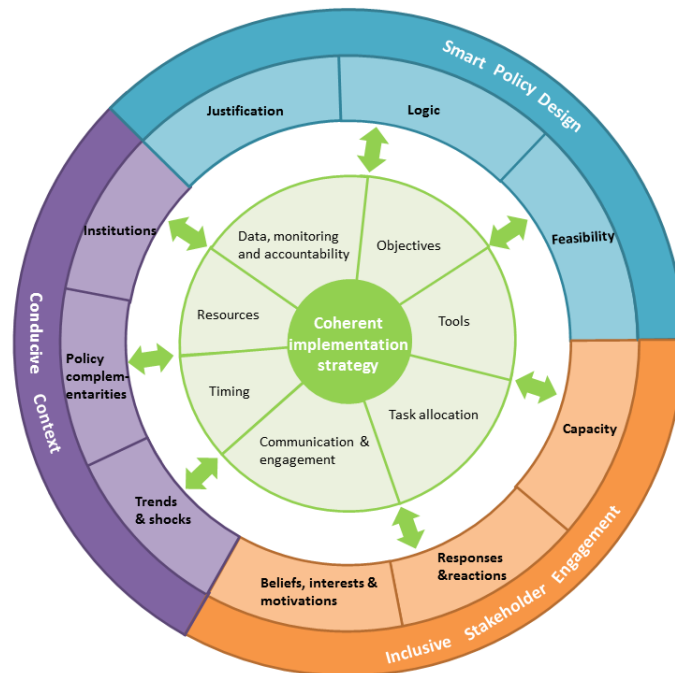 Smart Policy Design
Justification
Logic
Feasibility
Institutions
Policy
complem-
entarities
Trends
& shocks
Conducive Context
Capacity
Responses
&reactions
Beliefs, interests &
motivations
Inclusive Stakeholder Engagement
Data, monitoring
and accountability
Objectives
Resources
Tools
Coherent
implementation
strategy
Timing
Task allocation
Communication &
engagement